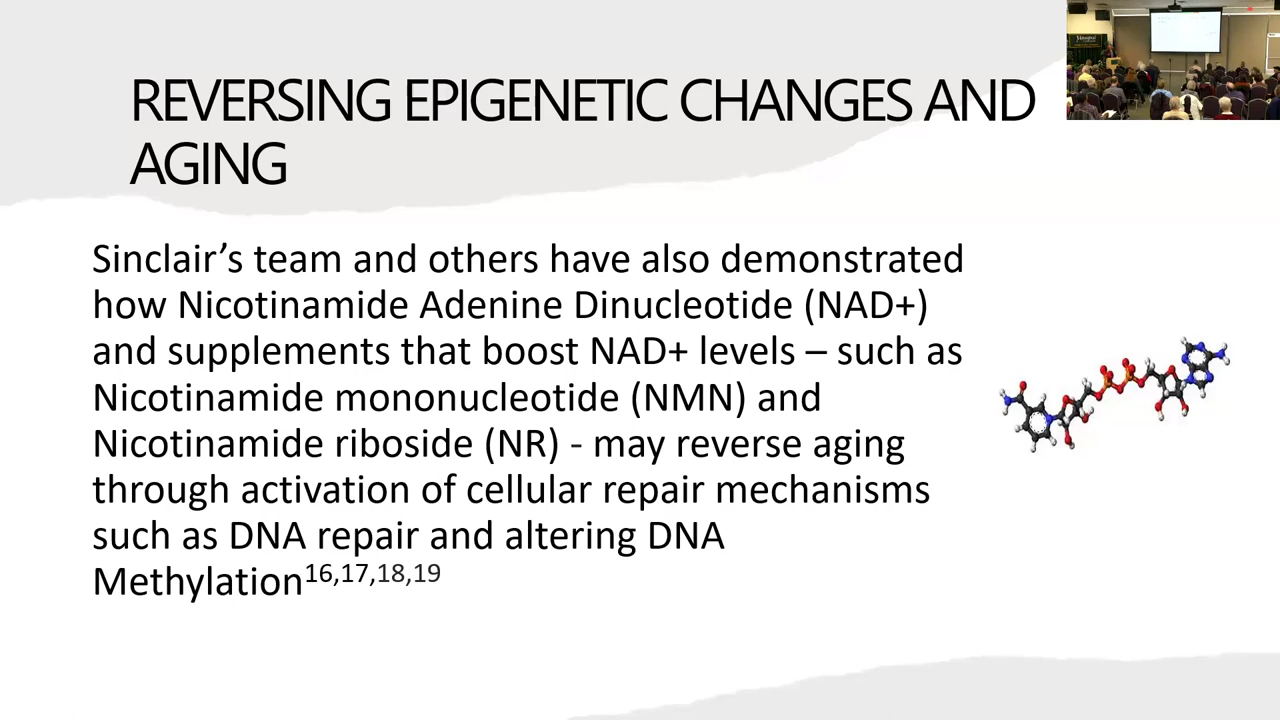 REVERSING EPIGENETIC CHANGES AND
AGING
Sinclair’s team and others have also demonstrated
how Nicotinamide Adenine Dinucleotide (NAD+)
and supplements that boost NAD+ levels – such as
Nicotinamide mononucleotide (NMN) and
Nicotinamide riboside (NR) - may reverse aging
through activation of cellular repair mechanisms
such as DNA repair and altering DNA
Methylation16,17,18,19